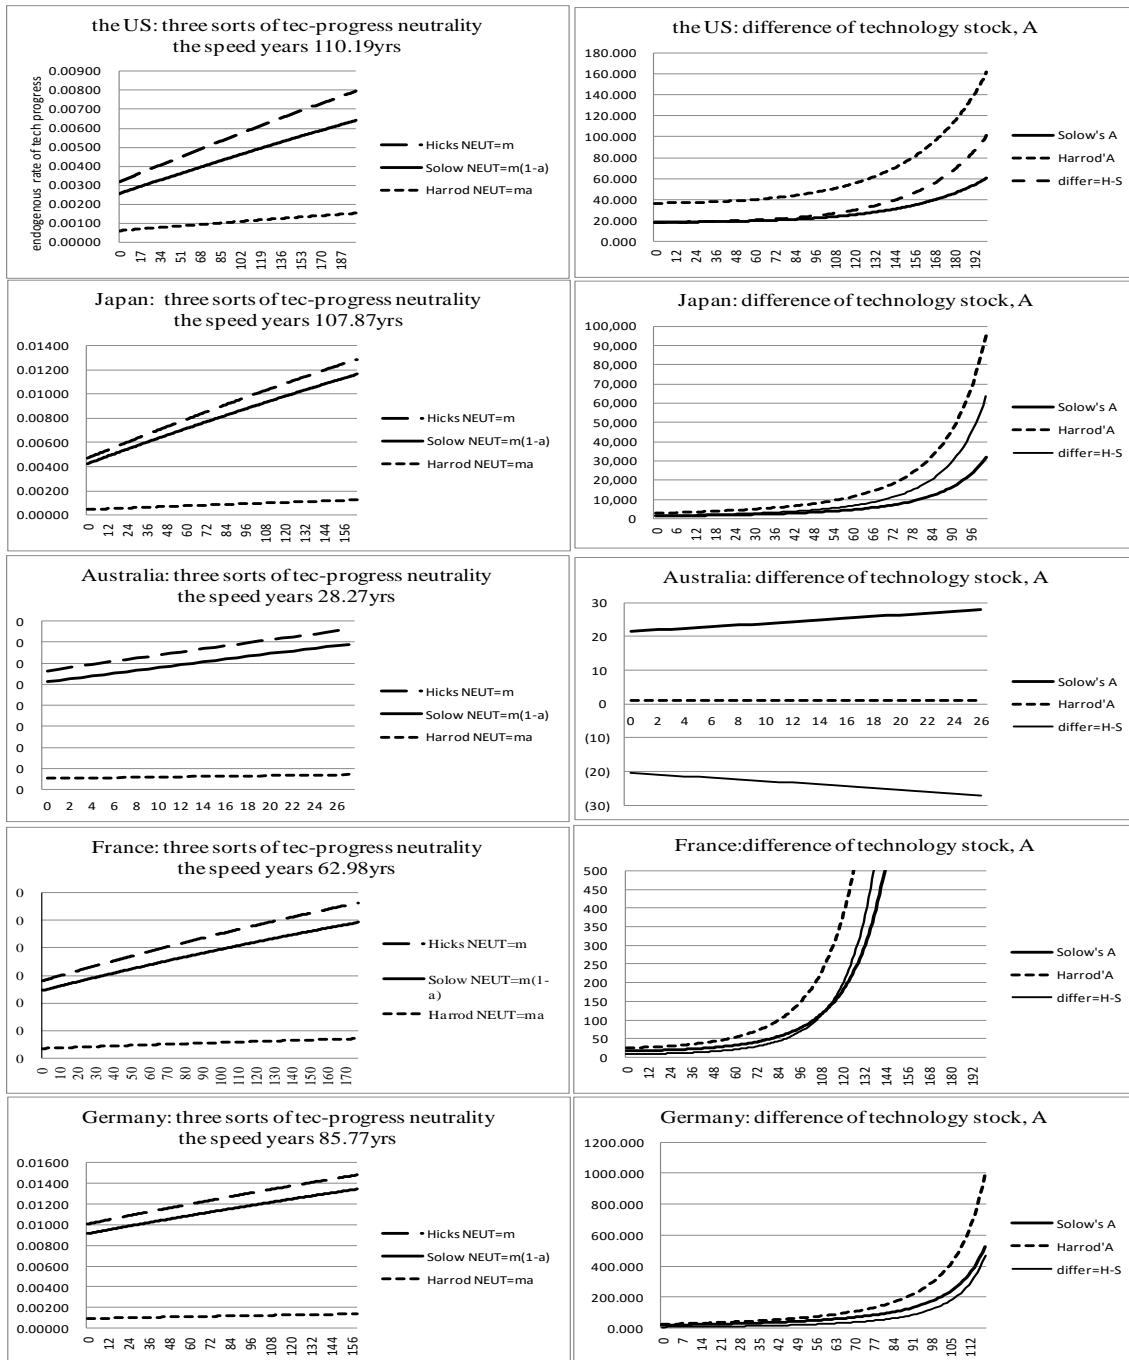 the US: three sorts of tec-progress neutrality
the speed years 110.19yrs
endogenous rate of tech progress
0.00900
0.00800
0.00700
0.00600
0.00500
0.00400
0.00300
0.00200
0.00100
0.00000
0 17 34 51 68 85 102 119 136 153 170 187
Hicks NEUT=m
Solow NEUT=m(1-a)
Harrod NEUT=ma
the US: difference of technology stock, A
180.000
160.000
140.000
120.000
100.000
80.000
60.000
40.000
20.000
0.000
0 12 24 36 48 60 72 84 96 108 120 132 144 156 168 180 192
Solow's A
Harrod'A
differ=H-S
Japan: three sorts of tec-progress neutrality
the speed years 107.87yrs
0.01400
0.01200
0.01000
0.00800
0.00600
0.00400
0.00200
0.00000
0 12 24 36 48 60 72 84 96 108 120 132 144 156
Hicks NEUT=m
Solow NEUT=m(1-a)
Harrod NEUT=ma
Japan: difference of technology stock, A
100,000
90,000
80,000
70,000
60,000
50,000
40,000
30,000
20,000
10,000
0
0 6 12 18 24 30 36 42 48 54 60 66 72 78 84 90 96
Solow's A
Harrod'A
differ=H-S
Australia: three sorts of tec-progress neutrality
the speed years 28.27yrs
0
0
0
0
0
0
0
0
0
0 2 4 6 8 10 12 14 16 18 20 22 24 26
Hicks NEUT=m
Solow NEUT=m(1-a)
Harrod NEUT=ma
Australia: difference of technology stock, A
30
20
10
0
(10)
(20)
(30)
0 2 4 6 8 10 12 14 16 18 20 22 24 26
Solow's A
Harrod'A
differ=H-S
France: three sorts of tec-progress neutrality
the speed years 62.98yrs
0
0
0
0
0
0
0
0 10 20 30 40 50 60 70 80 90 100 110 120 130 140 150 160 170
Hicks NEUT=m
Solow NEUT=m(1-
a)
Harrod NEUT=ma
France:difference of technology stock, A
500
450
400
350
300
250
200
150
100
50
0
0 12 24 36 48 60 72 84 96 108 120 132 144 156 168 180 192
Solow's A
Harrod'A
differ=H-S
Germany: three sorts of tec-progress neutrality
the speed years 85.77yrs
0.01600
0.01400
0.01200
0.01000
0.00800
0.00600
0.00400
0.00200
0.00000
0 12 24 36 48 60 72 84 96 108 120 132 144 156
Hicks NEUT=m
Solow NEUT=m(1-a)
Harrod NEUT=ma
Germany: difference of technology stock, A
1200.000
1000.000
800.000
600.000
400.000
200.000
0.000
0 7 14 21 28 35 42 49 56 63 70 77 84 91 98 105 112
Solow's A
Harrod'A
differ=H-S